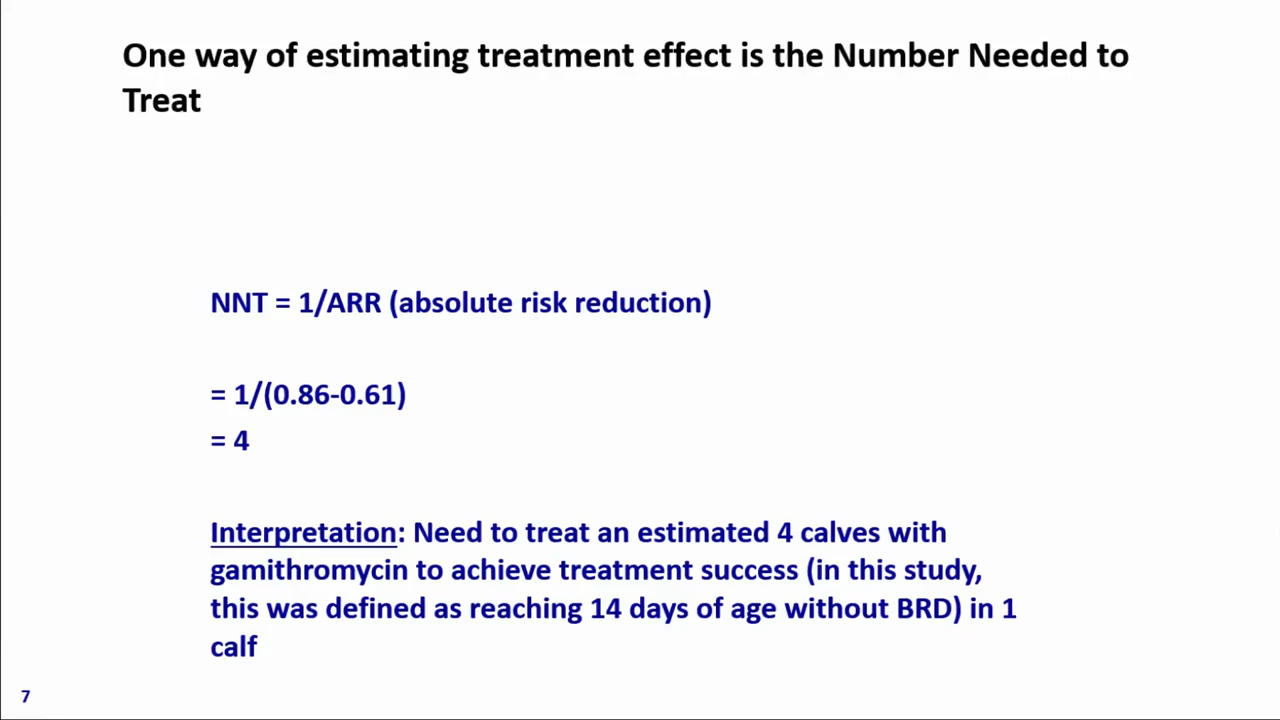 One way of estimating treatment effect is the Number Needed to
Treat
NNT = 1/ARR (absolute risk reduction)
= 1/(0.86-0.61)
= 4
Interpretation: Need to treat an estimated 4 calves with
gamithromycin to achieve treatment success (in this study,
this was defined as reaching 14 days of age without BRD) in 1
calf
7